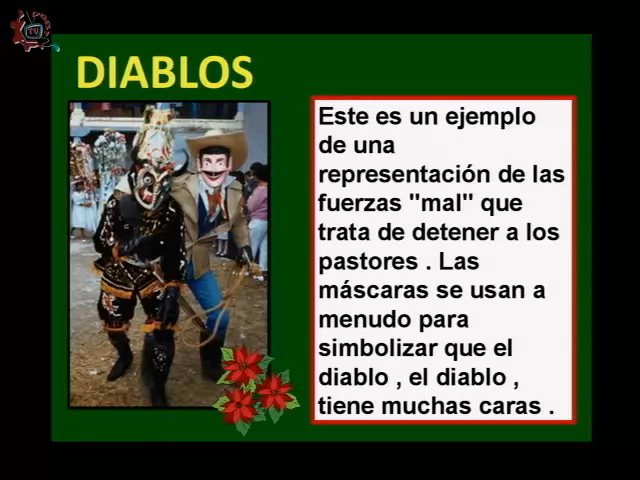 TV
DIABLOS
Este es un ejemplo
de una
representación de las
fuerzas "mal" que
trata de detener a los
pastores . Las
máscaras se usan a
menudo para
simbolizar que el
diablo , el diablo ,
tiene muchas caras .